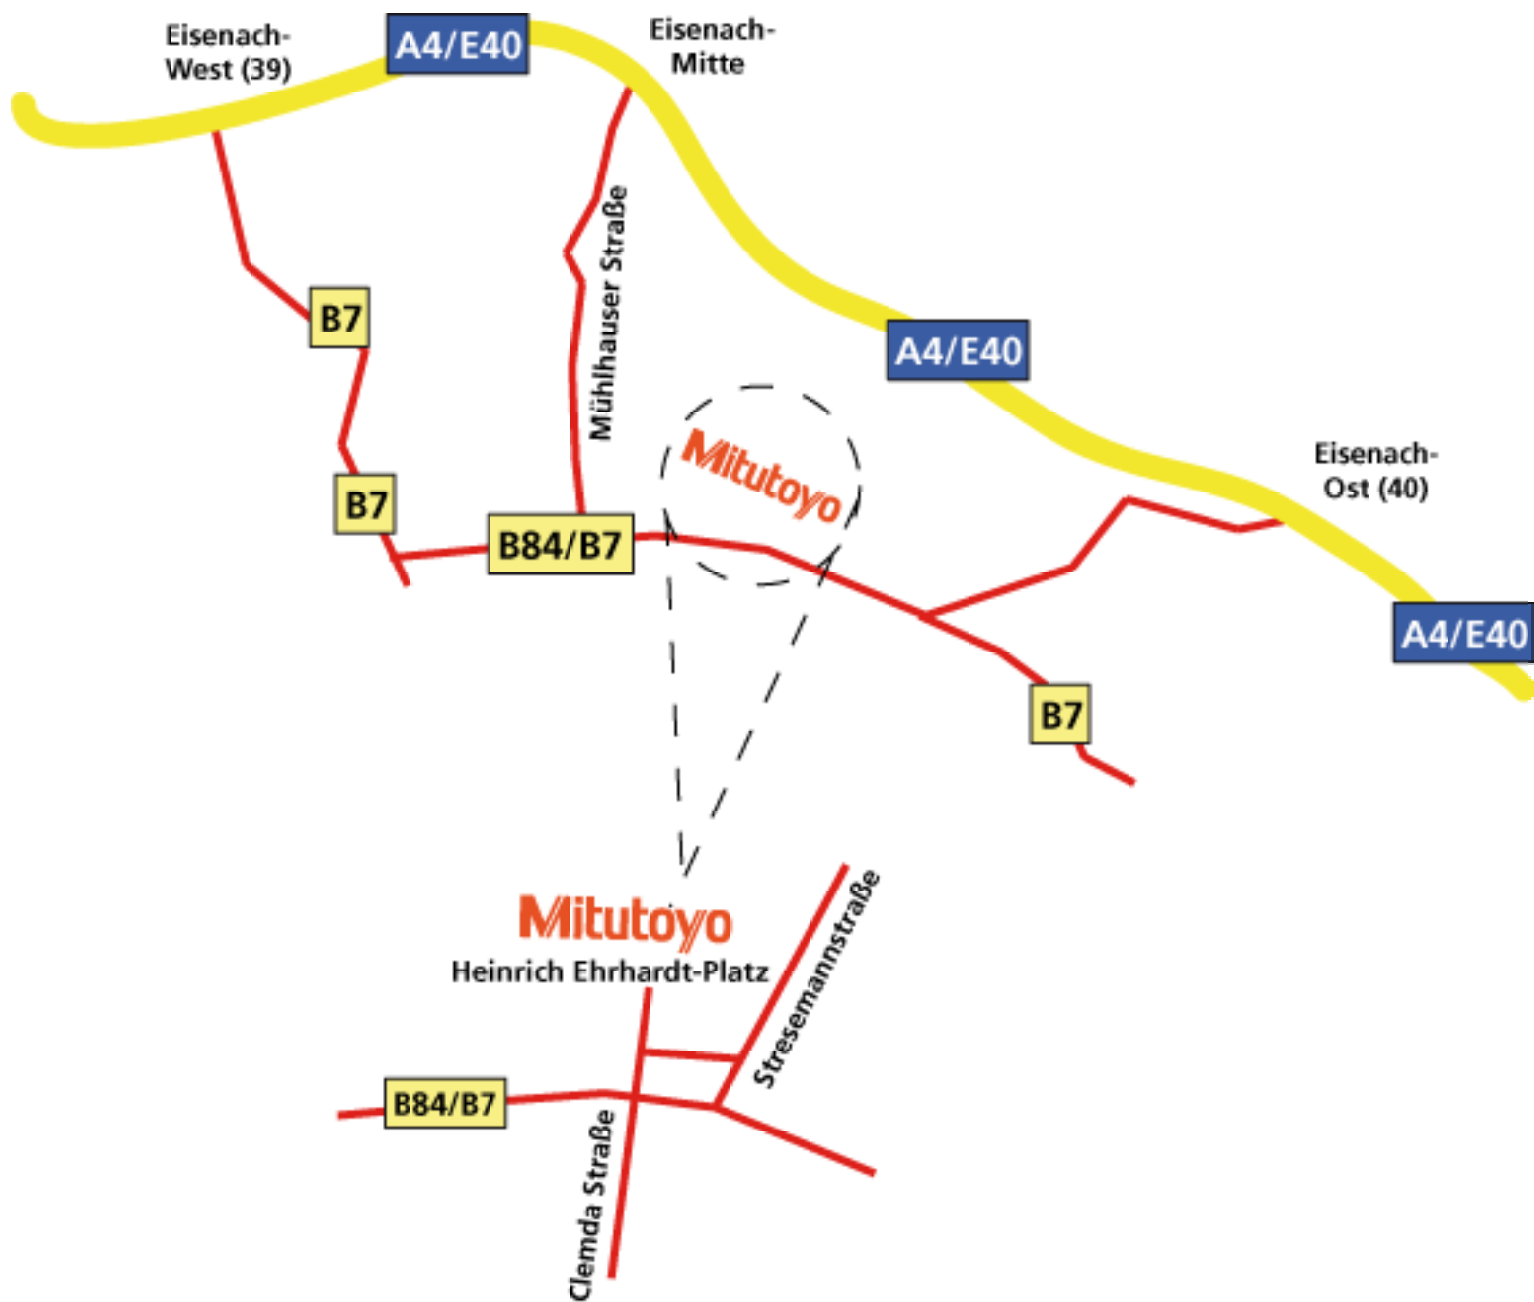 Eisenach-
West (39)
A4/E40
Eisenach-
Mitte
Mühlhauser Straße
B7
A4/E40
Mitutoyo
Eisenach-
Ost (40)
B7
B84/B7
A4/E40
B7
Mitutoyo
Heinrich Ehrhardt-Platz
Stresemannstraße
B84/B7
Clemda Straße